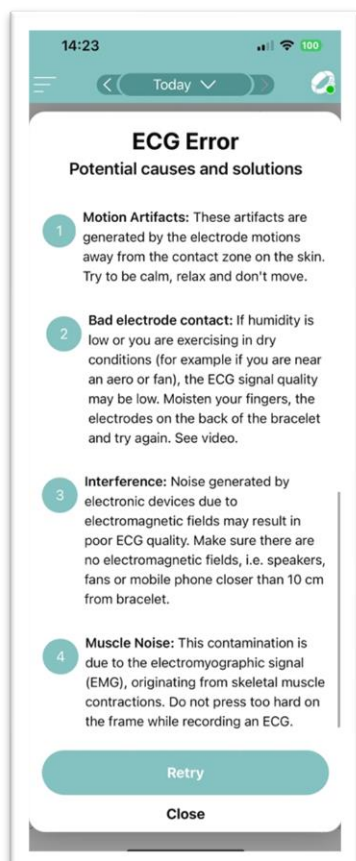 14:23
100
Today
ECG Error
Potential causes and solutions
1
Motion Artifacts: These artifacts are
generated by the electrode motions
away from the contact zone on the skin.
Try to be calm, relax and don't move.
2
Bad electrode contact: If humidity is
low or you are exercising in dry
conditions (for example if you are near
an aero or fan), the ECG signal quality
may be low. Moisten your fingers, the
electrodes on the back of the bracelet
and try again. See video.
3
Interference: Noise generated by
electronic devices due to
electromagnetic fields may result in
poor ECG quality. Make sure there are
no electromagnetic fields, i.e. speakers,
fans or mobile phone closer than 10 cm
from bracelet.
4
Muscle Noise: This contamination is
due to the electromyographic signal
(EMG), originating from skeletal muscle
contractions. Do not press too hard on
the frame while recording an ECG.
Retry
Close